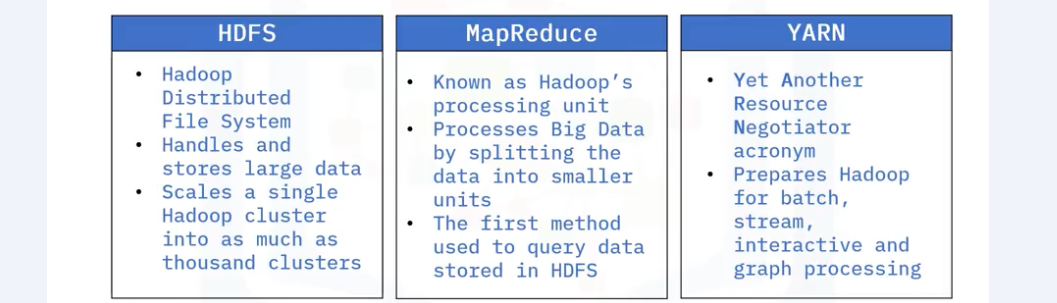 HDFS
• Hadoop
Distributed
File System
• Handles and
stores large data
• Scales a single
Hadoop cluster
into as much as
thousand clusters
MapReduce
• Known as Hadoop’s
processing unit
• Processes Big Data
by splitting the
data into smaller
units
• The first method
used to query data
stored in HDFS
YARN
• Yet Another
Resource
Negotiator
acronym
• Prepares Hadoop
for batch,
stream,
interactive and
graph processing